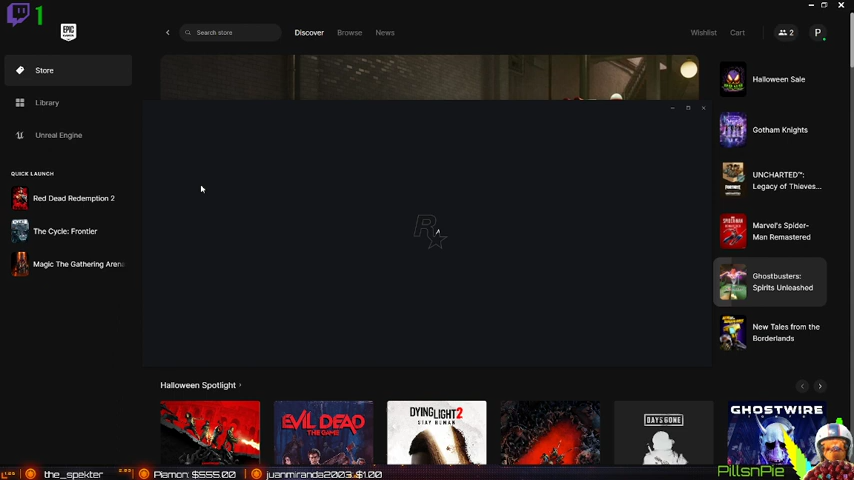 1
EPIC
GAMES
Search store
Discover
Browse
News
Wishlist
Cart
2
P
Store
Library
Unreal Engine
QUICK LAUNCH
Red Dead Redemption 2
The Cycle: Frontier
Magic The Gathering Arena
R
Halloween Sale
Gotham Knights
UNCHARTED™:
Legacy of Thieves...
Marvel's Spider-
Man Remastered
Ghostbusters:
Spirits Unleashed
New Tales from the
Borderlands
Halloween Spotlight
EVIL DEAD
THE GAME
DYING LIGHT 2
STAY HUMAN
DAYS GONE
GHOSTWIRE
the_spekter
Piamon: $555.00
juanmiranda2003: $1.00
PillsnPie